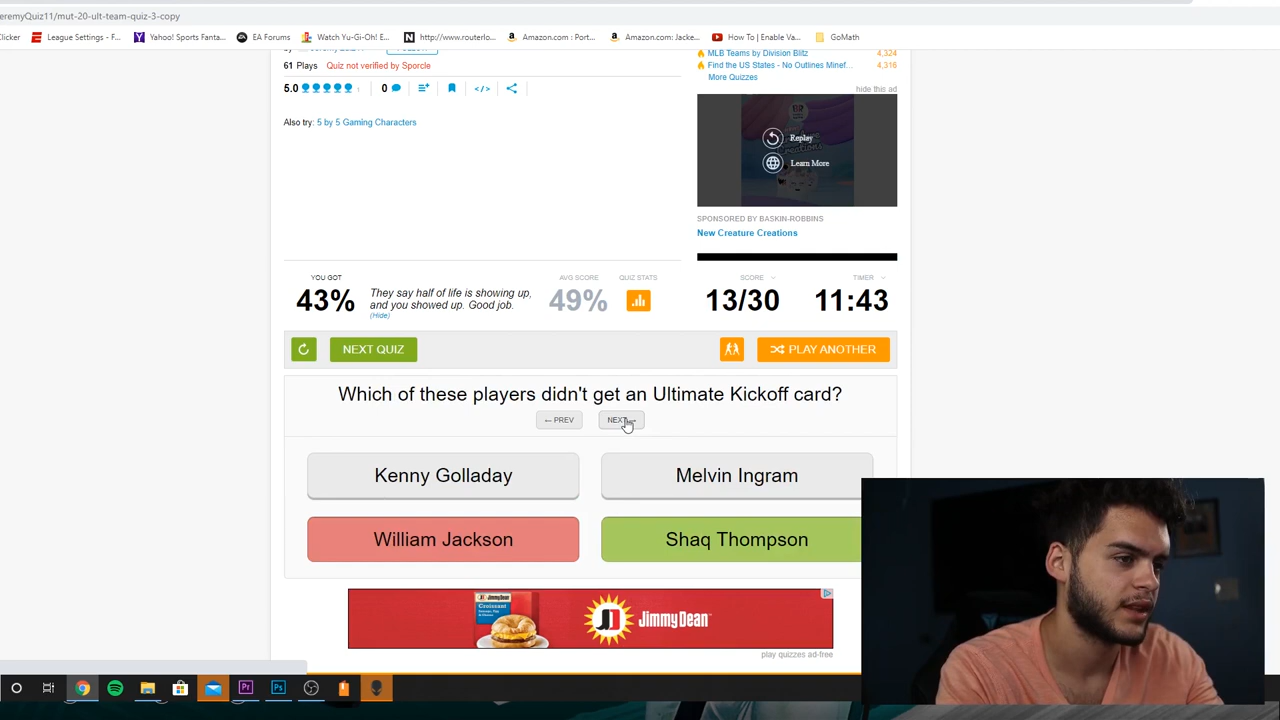 eremyQuiz11/mut-20-ult-team-quiz-3-copy
licker League Settings - F... Yahoo! Sports Fanta... EA Forums Watch Yu-Gi-Oh! E... http://www.routerlo... Amazon.com : Port... Amazon.com: Jacke... How To | Enable Va... GoMath
61 Plays Quiz not verified by Sporcle
5.0 0 </>
Also try: 5 by 5 Gaming Characters
MLB Teams by Division Blitz 4,324
Find the US States - No Outlines Minef... 4,316
More Quizzes
hide this ad
Replay
Learn More
SPONSORED BY BASKIN-ROBBINS
New Creature Creations
YOU GOT AVG SCORE QUIZ STATS SCORE TIMER
43% They say half of life is showing up, and you showed up. Good job. 49% 13/30 11:43
(Hide)
NEXT QUIZ PLAY ANOTHER
Which of these players didn't get an Ultimate Kickoff card?
← PREV NEXT
Kenny Golladay Melvin Ingram
William Jackson Shaq Thompson
JimmyDean
Croissant
Jimmy Dean
play quizzes ad-free
Pr Ps